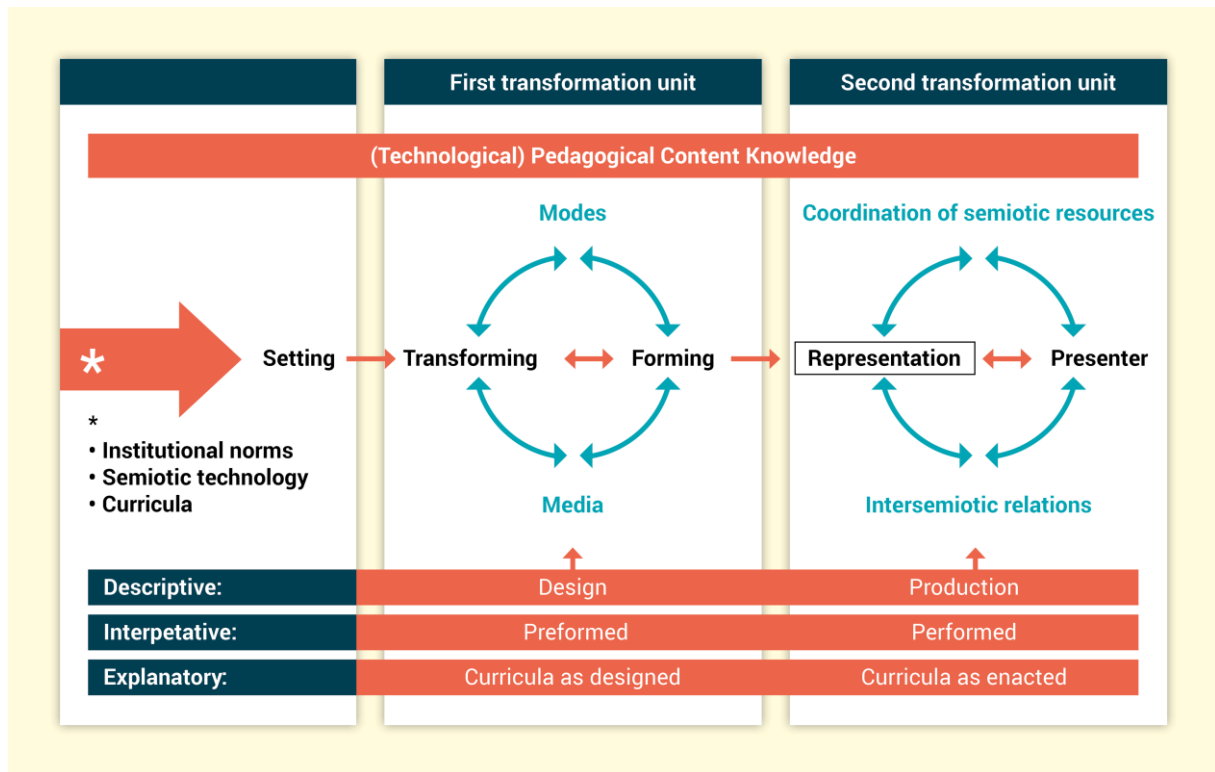 First transformation unit
Second transformation unit
(Technological) Pedagogical Content Knowledge
Modes
Coordination of semiotic resources
*
Setting
Transforming
Forming
Representation
Presenter
*
• Institutional norms
• Semiotic technology
• Curricula
Media
Intersemiotic relations
Descriptive:
Design
Production
Interpetative:
Preformed
Performed
Explanatory:
Curricula as designed
Curricula as enacted